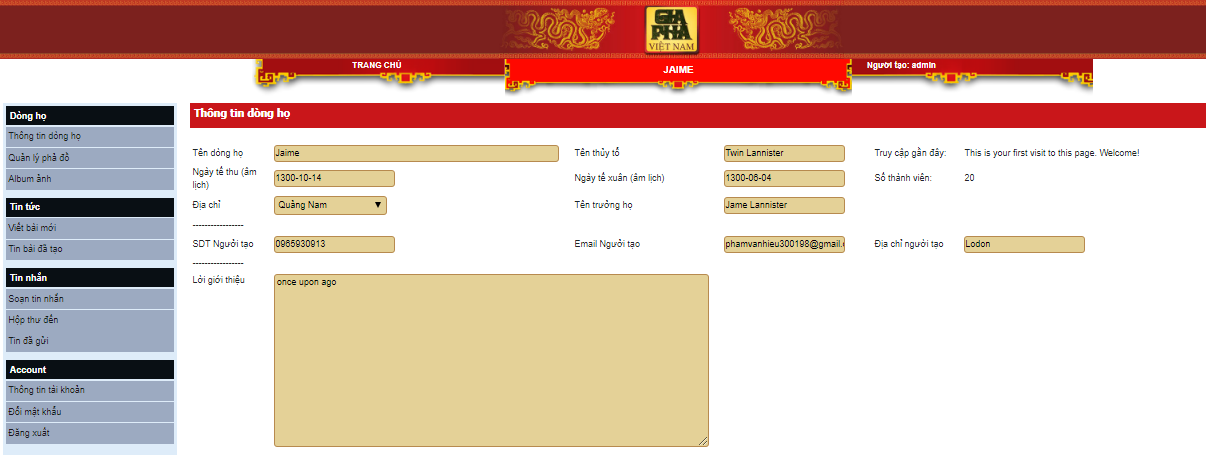 GIA
PHẢ
VIỆT NAM
TRANG CHỦ
JAIME
Người tạo: admin
Dòng họ
Thông tin dòng họ
Quản lý phả đồ
Album ảnh
Tin tức
Viết bài mới
Tin bài đã tạo
Tin nhắn
Soạn tin nhắn
Hộp thư đến
Tin đã gửi
Account
Thông tin tài khoản
Đổi mật khẩu
Đăng xuất
Thông tin dòng họ
Tên dòng họ Jaime Tên thủy tổ Twin Lannister Truy cập gần đây: This is your first visit to this page. Welcome!
Ngày tế thu (âm
lịch) 1300-10-14 Ngày tế xuân (âm lịch) 1300-06-04 Số thành viên: 20
Địa chỉ Quảng Nam ▼ Tên trưởng họ Jame Lannister
-----------------
SDT Người tạo 0965930913 Email Người tạo phamvanhieu300198@gmail.c Địa chỉ người tạo Lodon
-----------------
Lời giới thiệu once upon ago